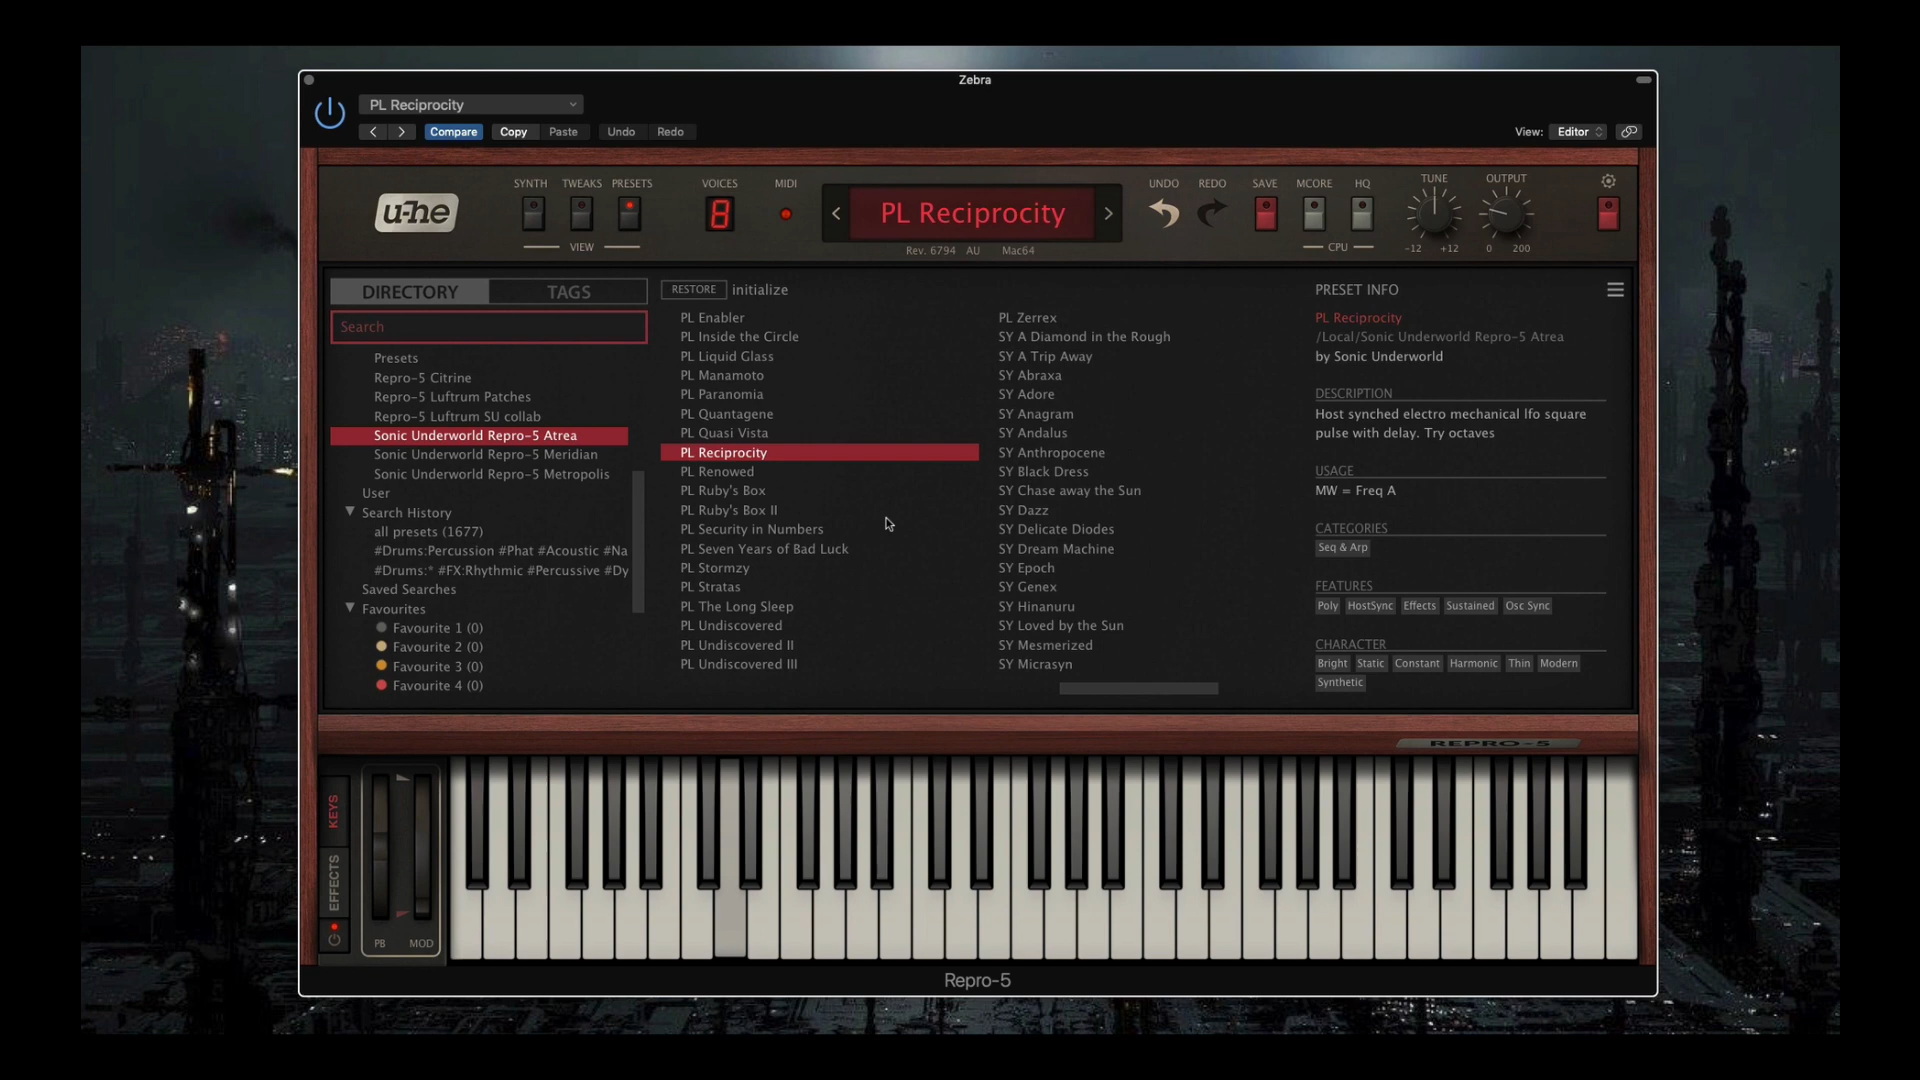 Zebra
PL Reciprocity
Compare Copy Paste Undo Redo
View: Editor
SYNTH TWEAKS PRESETS VOICES MIDI UNDO REDO SAVE MCORE HQ TUNE OUTPUT
u-he
8
PL Reciprocity
VIEW
CPU
-12 +12 0 200
Rev. 6794 AU Mac64
DIRECTORY TAGS
Search
Presets
Repro-5 Citrine
Repro-5 Luftrum Patches
Repro-5 Luftrum SU collab
Sonic Underworld Repro-5 Atrea
Sonic Underworld Repro-5 Meridian
Sonic Underworld Repro-5 Metropolis
User
Search History
all presets (1677)
#Drums:Percussion #Phat #Acoustic #Na
#Drums:* #FX:Rhythmic #Percussive #Dy
Saved Searches
Favourites
Favourite 1 (0)
Favourite 2 (0)
Favourite 3 (0)
Favourite 4 (0)
RESTORE initialize
PL Enabler
PL Inside the Circle
PL Liquid Glass
PL Manamoto
PL Paranomia
PL Quantagene
PL Quasi Vista
PL Reciprocity
PL Renowed
PL Ruby's Box
PL Ruby's Box II
PL Security in Numbers
PL Seven Years of Bad Luck
PL Stormzy
PL Stratas
PL The Long Sleep
PL Undiscovered
PL Undiscovered II
PL Undiscovered III
PL Zerrex
SY A Diamond in the Rough
SY A Trip Away
SY Abraxa
SY Adore
SY Anagram
SY Andalus
SY Anthropocene
SY Black Dress
SY Chase away the Sun
SY Dazz
SY Delicate Diodes
SY Dream Machine
SY Epoch
SY Genex
SY Hinanuru
SY Loved by the Sun
SY Mesmerized
SY Micrasyn
PRESET INFO
PL Reciprocity
/Local/Sonic Underworld Repro-5 Atrea
by Sonic Underworld
DESCRIPTION
Host synched electro mechanical lfo square
pulse with delay. Try octaves
USAGE
MW = Freq A
CATEGORIES
Seq & Arp
FEATURES
Poly HostSync Effects Sustained Osc Sync
CHARACTER
Bright Static Constant Harmonic Thin Modern
Synthetic
REPRO-5
KEYS
EFFECTS
PB MOD
Repro-5